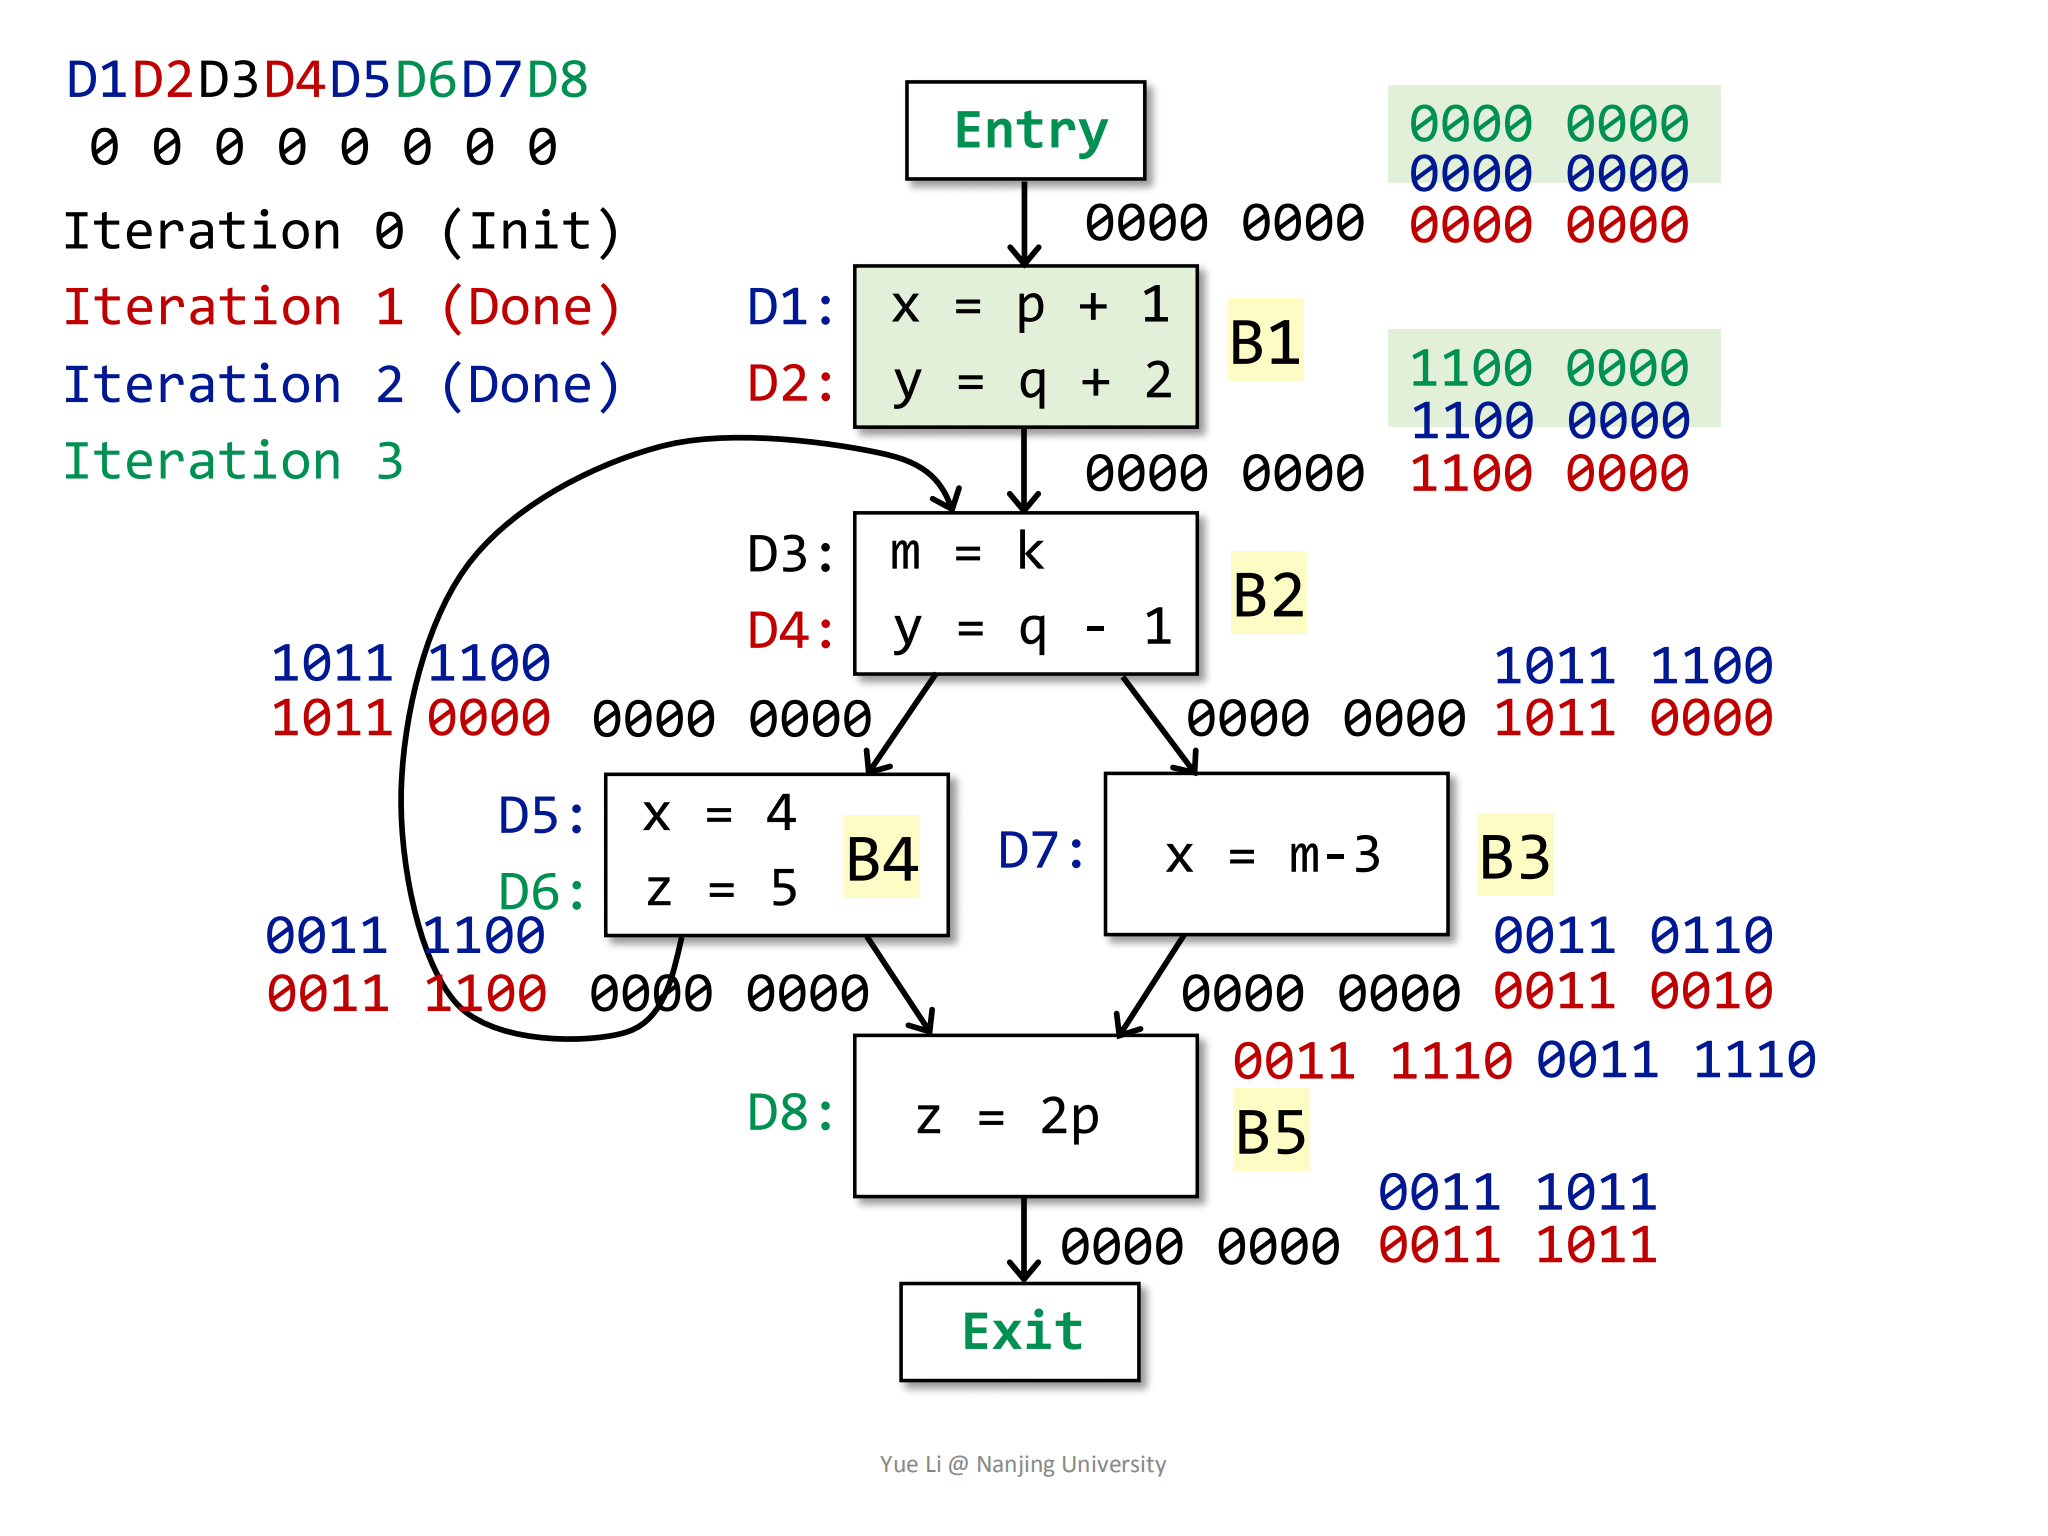 D1D2D3D4D5D6D7D8
0 0 0 0 0 0 0 0
Iteration 0 (Init)
Iteration 1 (Done)
Iteration 2 (Done)
Iteration 3
Entry
0000 0000
0000 0000
0000 0000 0000 0000
D1: x = p + 1
D2: y = q + 2
B1
1100 0000
1100 0000
0000 0000 1100 0000
D3: m = k
D4: y = q - 1
B2
1011 1100
1011 0000 0000 0000
1011 1100
0000 0000 1011 0000
D5: x = 4
D6: z = 5
B4
D7: x = m-3
B3
0011 1100
0011 1100 0000 0000
0011 0110
0000 0000 0011 0010
0011 1110 0011 1110
D8: z = 2p
B5
0011 1011
0000 0000 0011 1011
Exit
Yue Li @ Nanjing University